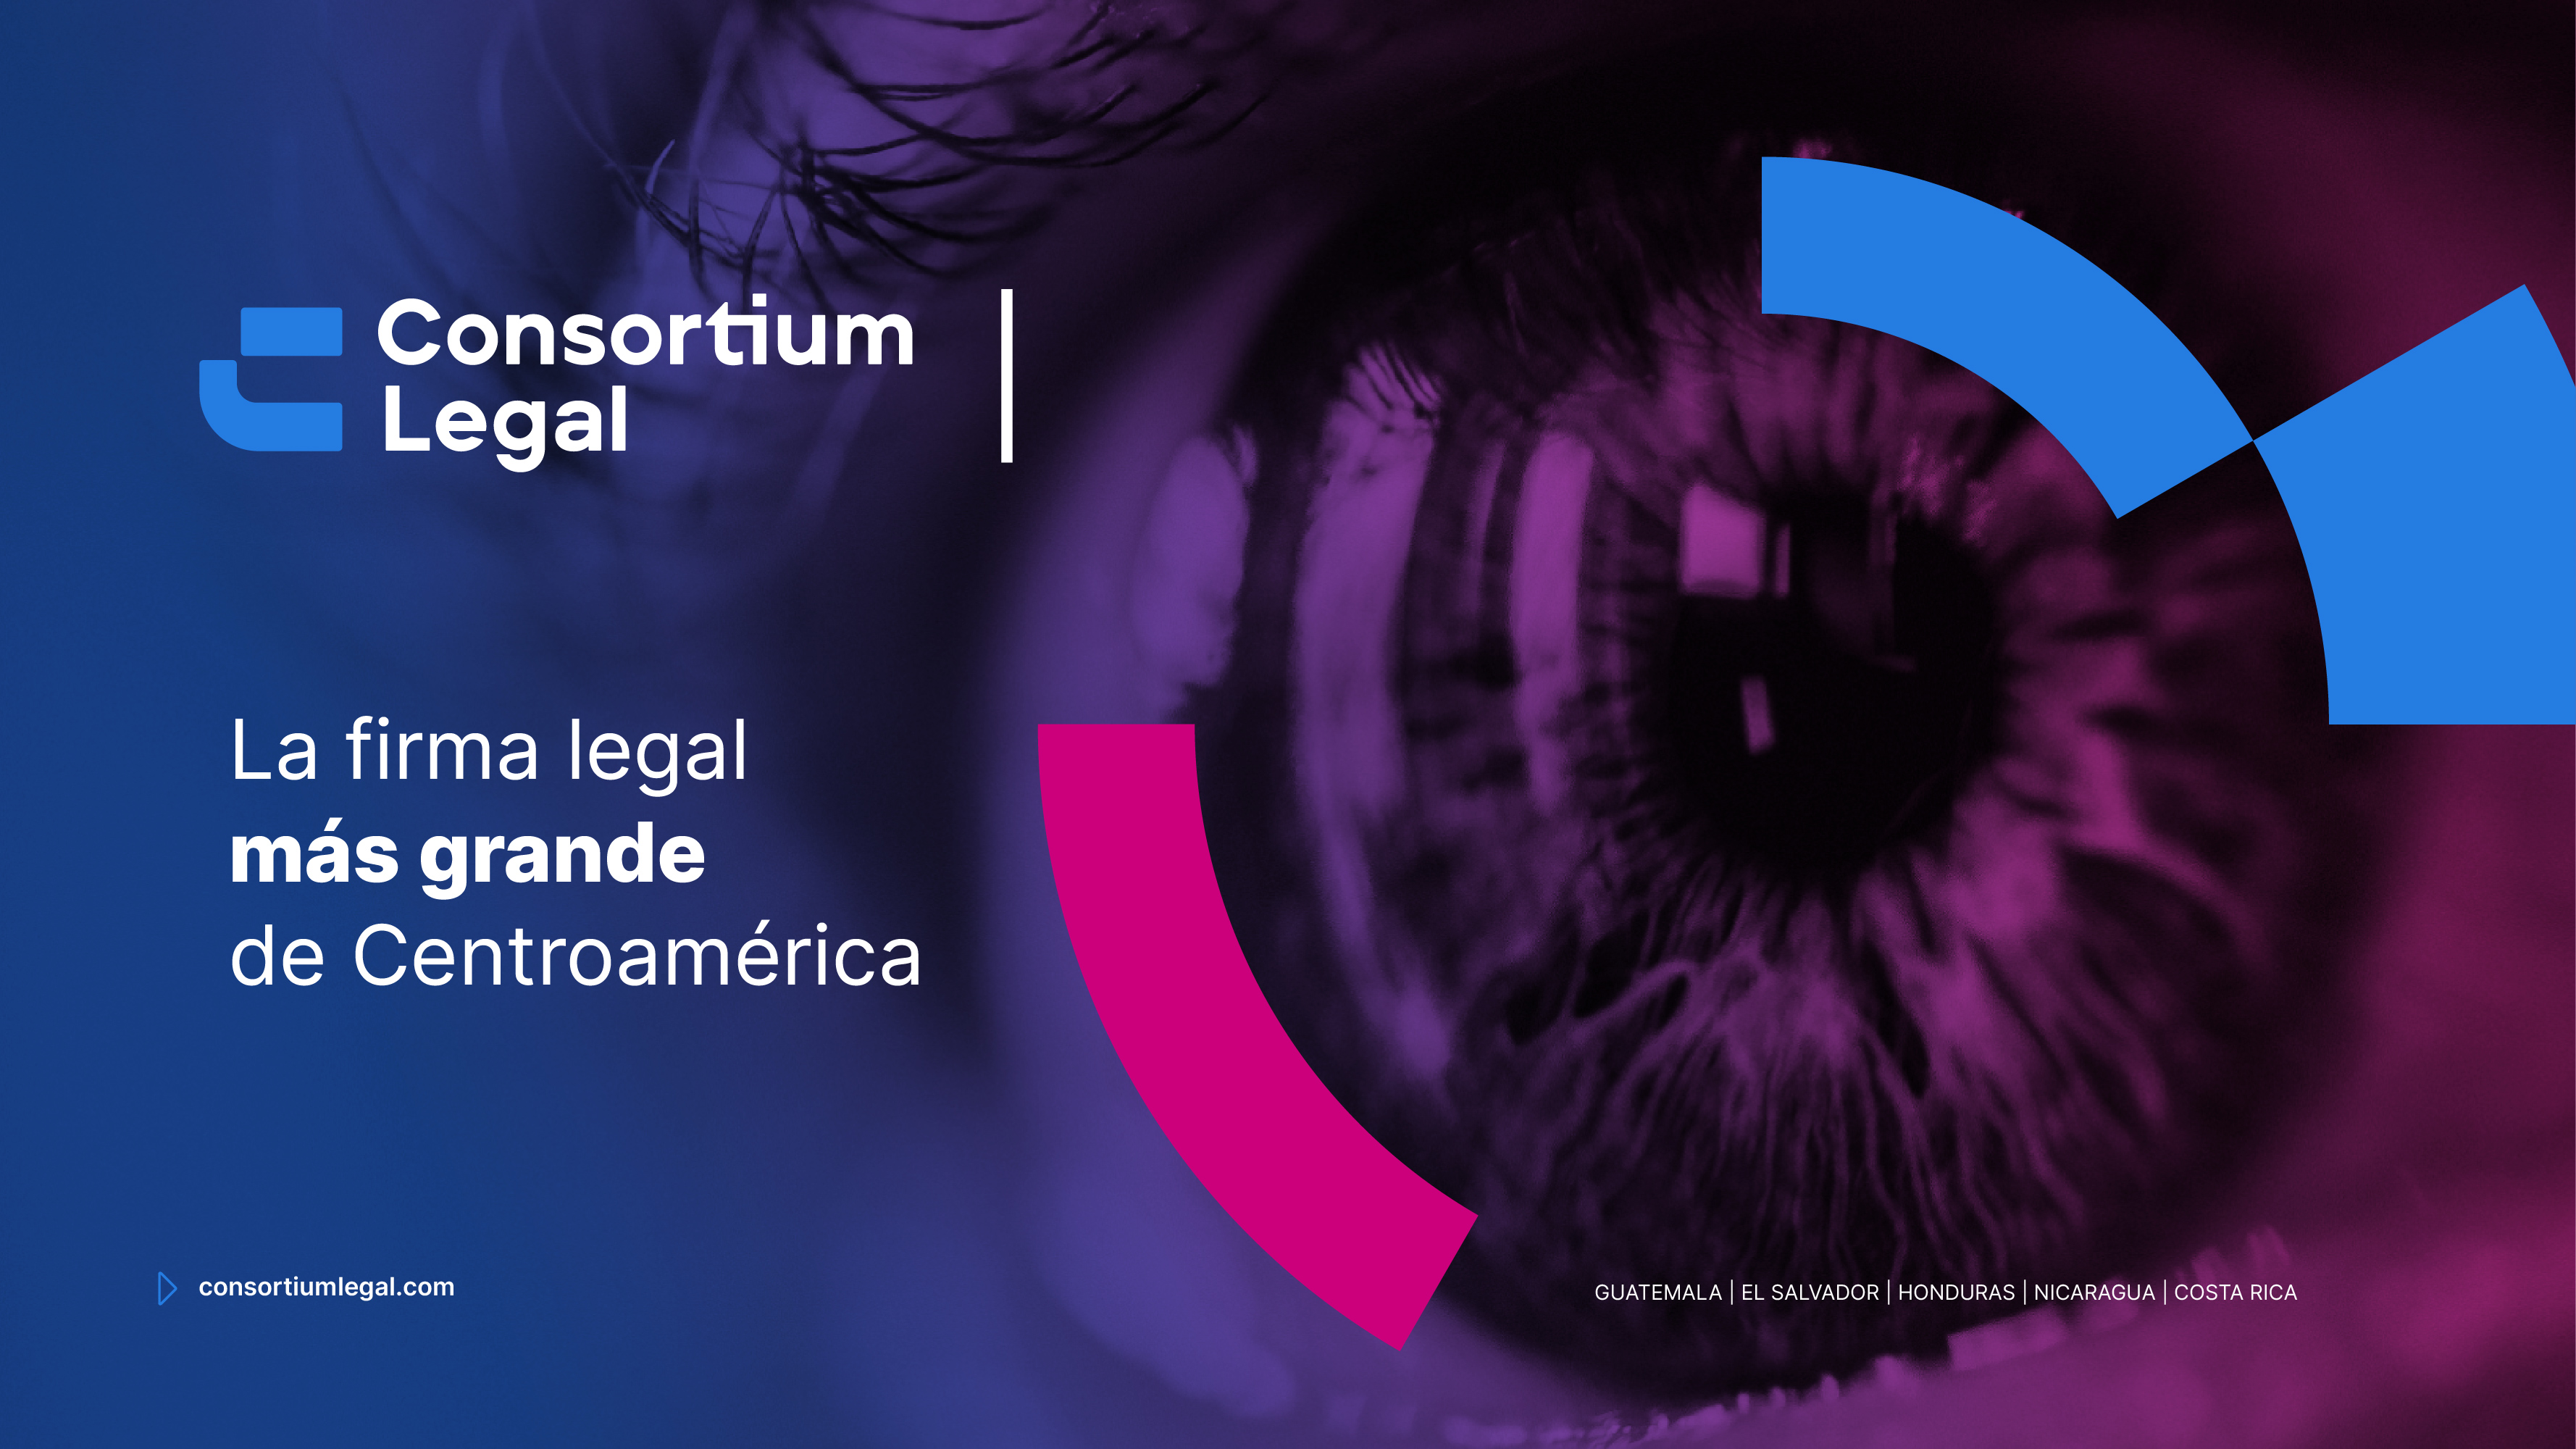 Consortium
Legal
La firma legal
más grande
de Centroamérica
consortiumlegal.com
GUATEMALA | EL SALVADOR | HONDURAS | NICARAGUA | COSTA RICA